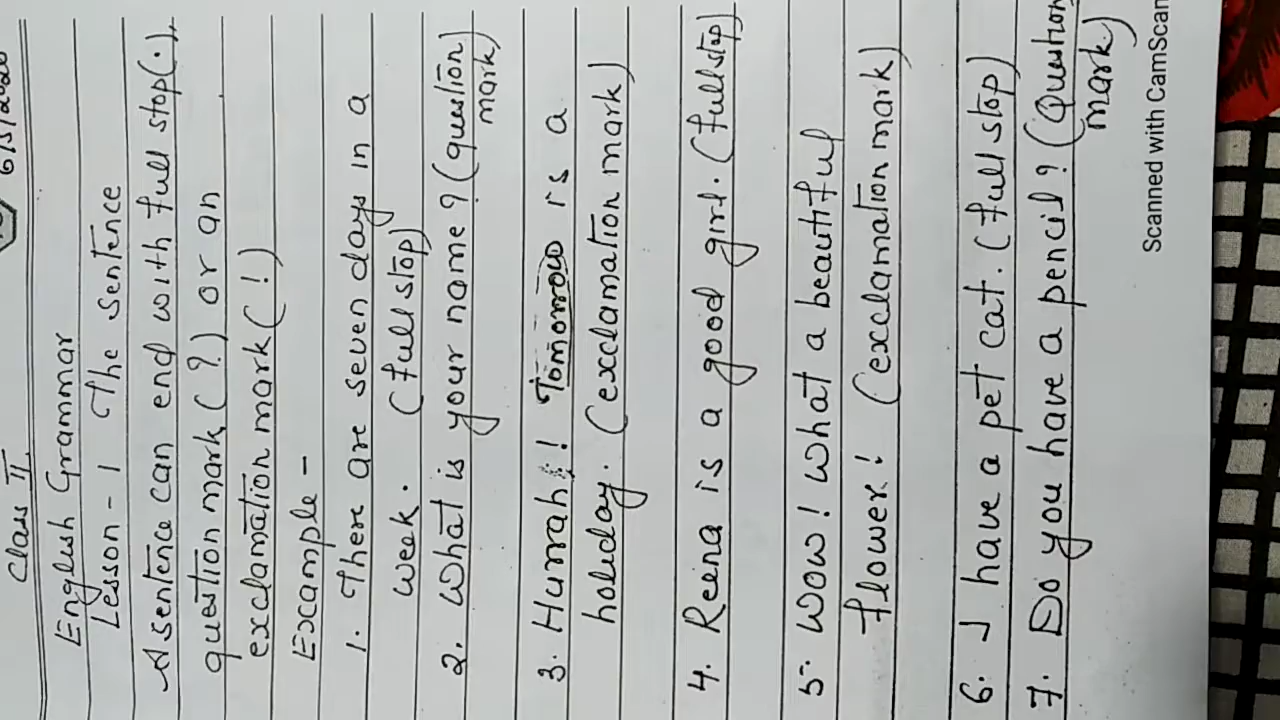 6/5/2020
Class II
English Grammar
Lesson - 1 The sentence
A sentence can end with full stop(.),
question mark(?) or an
exclamation mark(!)
Example -
1. There are seven days in a
week. (full stop)
2. What is your name? (question
mark)
3. Hurrah! Tomorrow is a
holiday. (exclamation mark)
4. Reena is a good girl. (full stop)
5. Wow! What a beautiful
flower! (exclamation mark)
6. I have a pet cat. (full stop)
7. Do you have a pencil? (Question
mark)
Scanned with CamScan